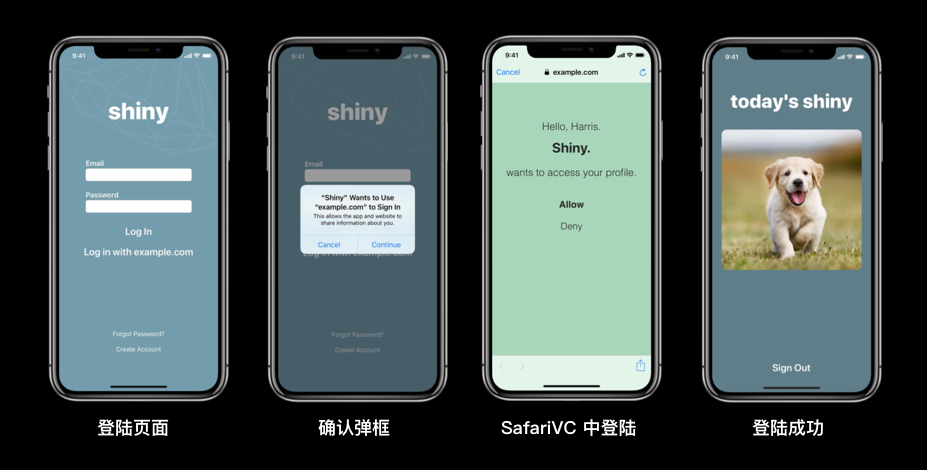 9:41
shiny
Email
Password
Log In
Log in with example.com
Forgot Password?
Create Account
登陆页面
9:41
shiny
Email
“Shiny” Wants to Use
“example.com” to Sign In
This allows the app and website to
share information about you.
Cancel
Continue
Log in with example.com
Forgot Password?
Create Account
确认弹框
9:41
Cancel
example.com
Hello, Harris.
Shiny.
wants to access your profile.
Allow
Deny
SafariVC 中登陆
9:41
today's shiny
Sign Out
登陆成功